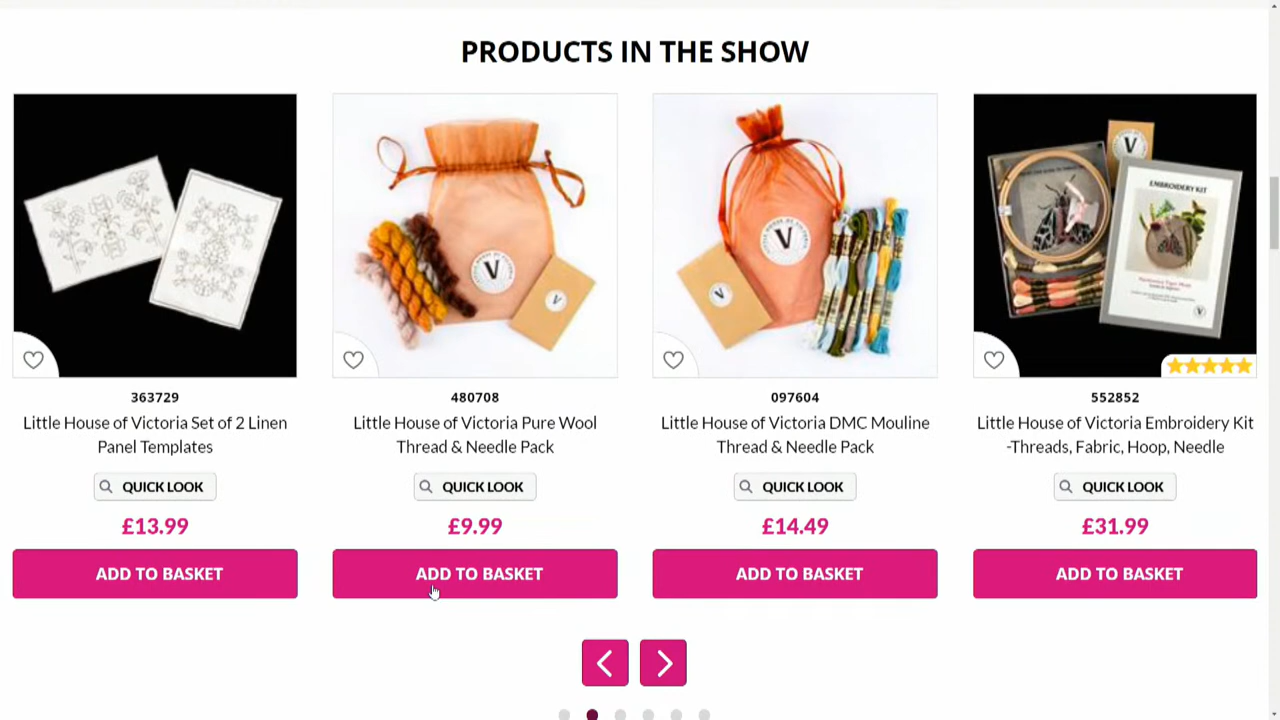 PRODUCTS IN THE SHOW
V
V
V
V
V
EMBROIDERY KIT
V
363729
480708
097604
552852
Little House of Victoria Set of 2 Linen
Panel Templates
Little House of Victoria Pure Wool
Thread & Needle Pack
Little House of Victoria DMC Mouline
Thread & Needle Pack
Little House of Victoria Embroidery Kit
-Threads, Fabric, Hoop, Needle
QUICK LOOK
QUICK LOOK
QUICK LOOK
QUICK LOOK
£13.99
£9.99
£14.49
£31.99
ADD TO BASKET
ADD TO BASKET
ADD TO BASKET
ADD TO BASKET